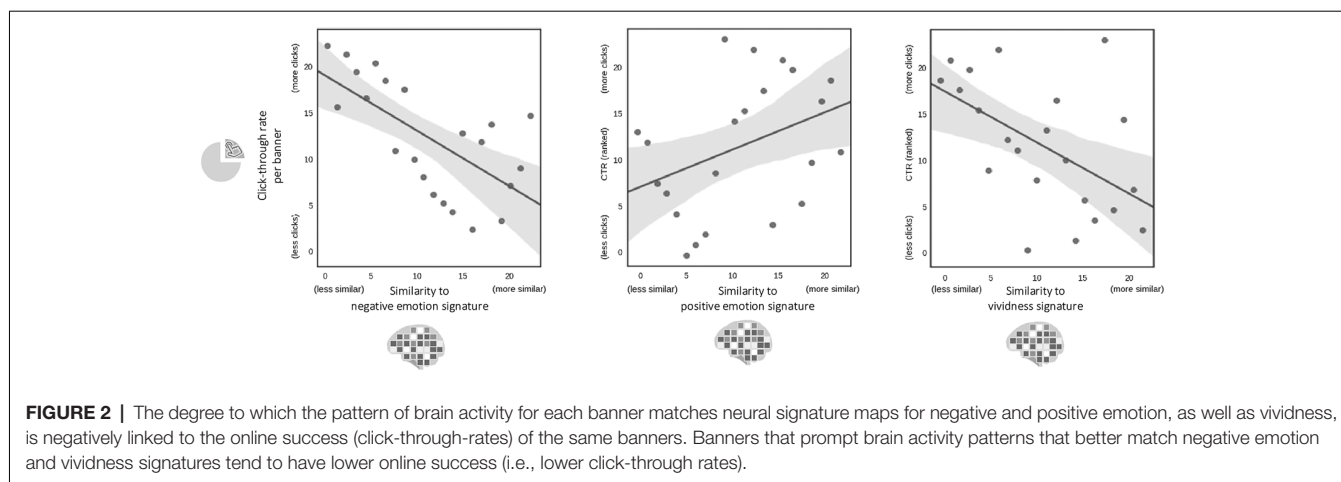 (more clicks)
Click-through rate
per banner
(less clicks)
20
15
10
5
0
0 5 10 15 20
(less similar) (more similar)
Similarity to
negative emotion signature
(more clicks)
CTR (ranked)
(less clicks)
20
15
10
5
0
0 5 10 15 20
(less similar) (more similar)
Similarity to
positive emotion signature
(more clicks)
CTR (ranked)
(less clicks)
20
15
10
5
0
0 5 10 15 20
(less similar) (more similar)
Similarity to
vividness signature
FIGURE 2 | The degree to which the pattern of brain activity for each banner matches neural signature maps for negative and positive emotion, as well as vividness,
is negatively linked to the online success (click-through-rates) of the same banners. Banners that prompt brain activity patterns that better match negative emotion
and vividness signatures tend to have lower online success (i.e., lower click-through rates).